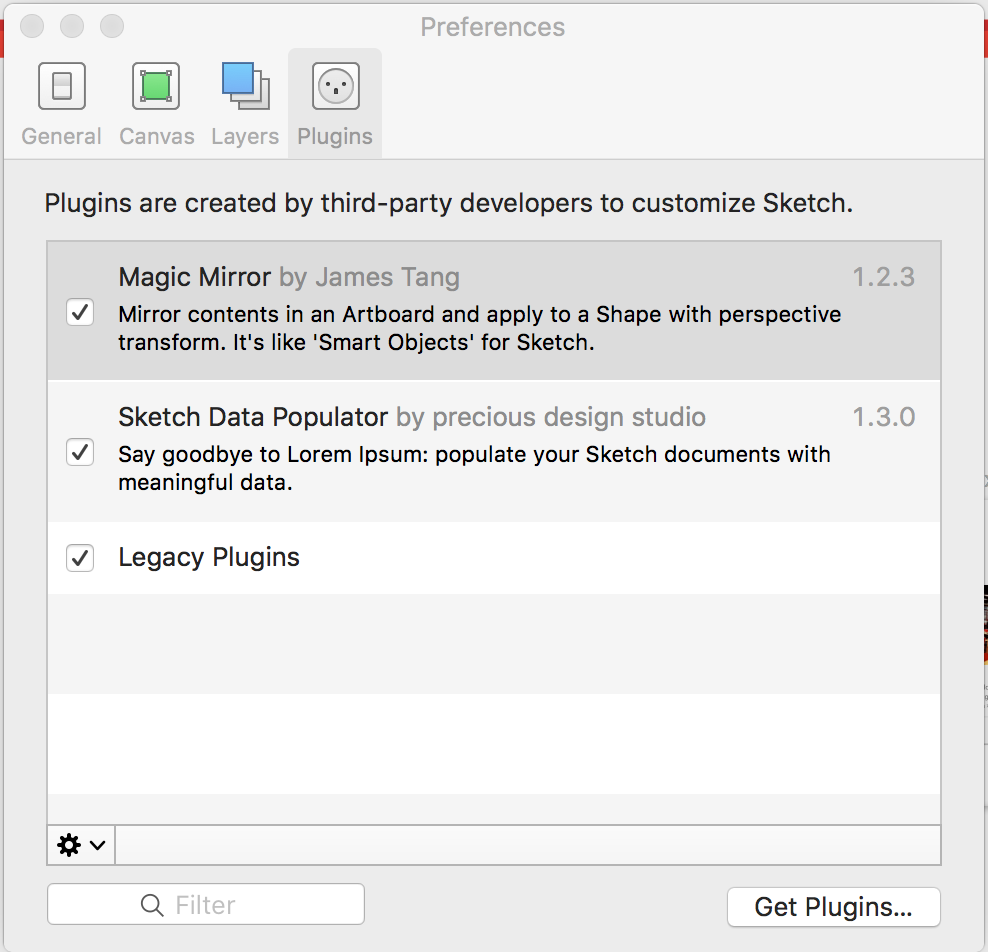 Preferences
General Canvas Layers Plugins
Plugins are created by third-party developers to customize Sketch.
Magic Mirror by James Tang 1.2.3
Mirror contents in an Artboard and apply to a Shape with perspective
transform. It's like 'Smart Objects' for Sketch.
Sketch Data Populator by precious design studio 1.3.0
Say goodbye to Lorem Ipsum: populate your Sketch documents with
meaningful data.
Legacy Plugins
Filter
Get Plugins...